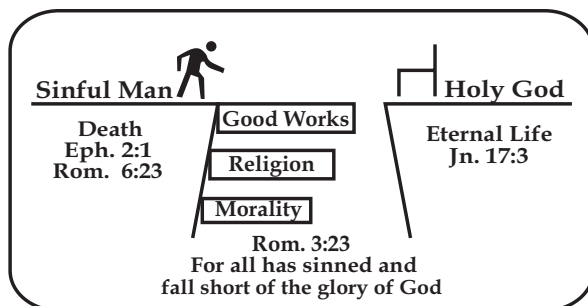 Sinful Man
Holy God
Death
Eph. 2:1
Rom. 6:23
Good Works
Religion
Morality
Eternal Life
Jn. 17:3
Rom. 3:23
For all has sinned and
fall short of the glory of God